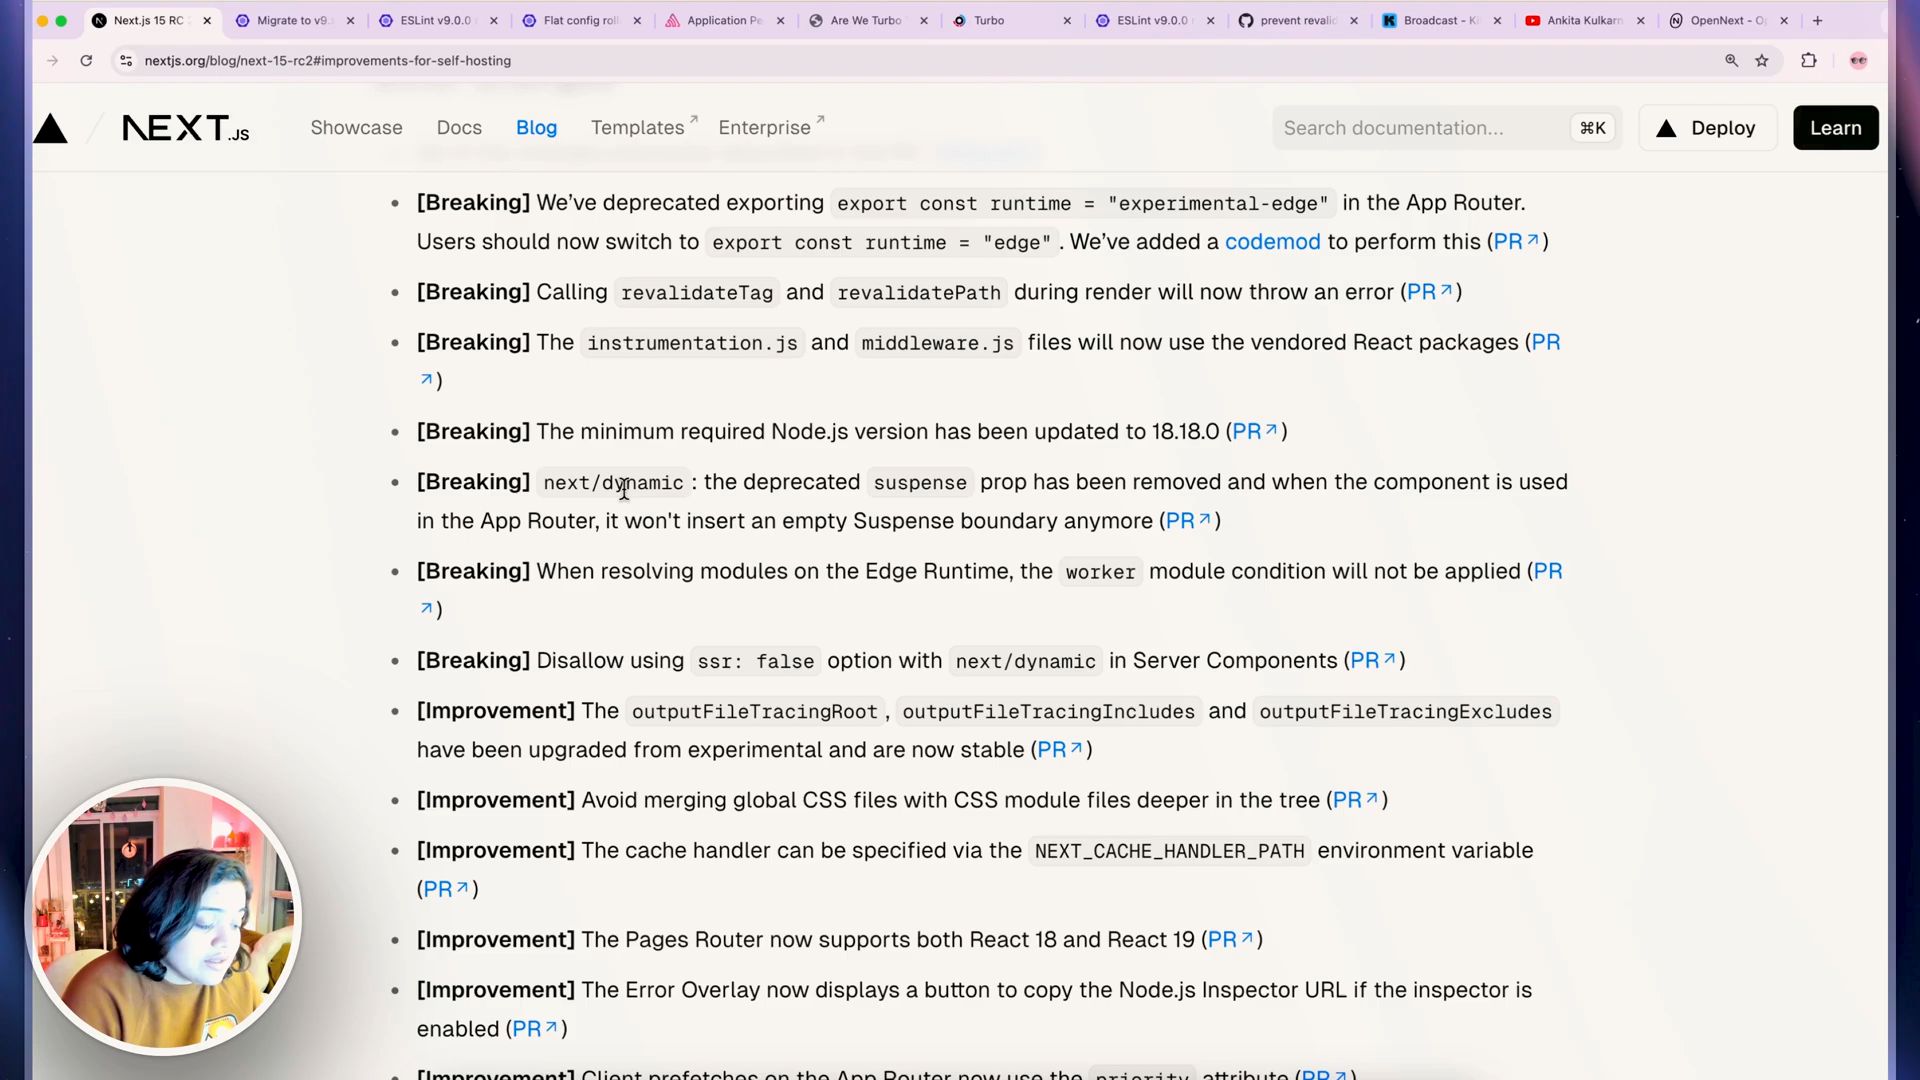 Next.js 15 RC
Migrate to v9.
ESLint v9.0.0
Flat config roll
Application Pe
Are We Turbo
Turbo
ESLint v9.0.0
prevent revalid
Broadcast - Ki
Ankita Kulkarn
OpenNext - Op
nextjs.org/blog/next-15-rc2#improvements-for-self-hosting
NEXT.JS
Showcase
Docs
Blog
Templates↗
Enterprise↗
Search documentation...
⌘K
Deploy
Learn
• [Breaking] We’ve deprecated exporting export const runtime = "experimental-edge" in the App Router.
Users should now switch to export const runtime = "edge". We’ve added a codemod to perform this (PR↗)
• [Breaking] Calling revalidateTag and revalidatePath during render will now throw an error (PR↗)
• [Breaking] The instrumentation.js and middleware.js files will now use the vendored React packages (PR
↗)
• [Breaking] The minimum required Node.js version has been updated to 18.18.0 (PR↗)
• [Breaking] next/dynamic: the deprecated suspense prop has been removed and when the component is used
in the App Router, it won't insert an empty Suspense boundary anymore (PR↗)
• [Breaking] When resolving modules on the Edge Runtime, the worker module condition will not be applied (PR
↗)
• [Breaking] Disallow using ssr: false option with next/dynamic in Server Components (PR↗)
• [Improvement] The outputFileTracingRoot, outputFileTracingIncludes and outputFileTracingExcludes
have been upgraded from experimental and are now stable (PR↗)
• [Improvement] Avoid merging global CSS files with CSS module files deeper in the tree (PR↗)
• [Improvement] The cache handler can be specified via the NEXT_CACHE_HANDLER_PATH environment variable
(PR↗)
• [Improvement] The Pages Router now supports both React 18 and React 19 (PR↗)
• [Improvement] The Error Overlay now displays a button to copy the Node.js Inspector URL if the inspector is
enabled (PR↗)
• [Improvement] Client prefetches on the App Router now use the priority attribute (PR↗)